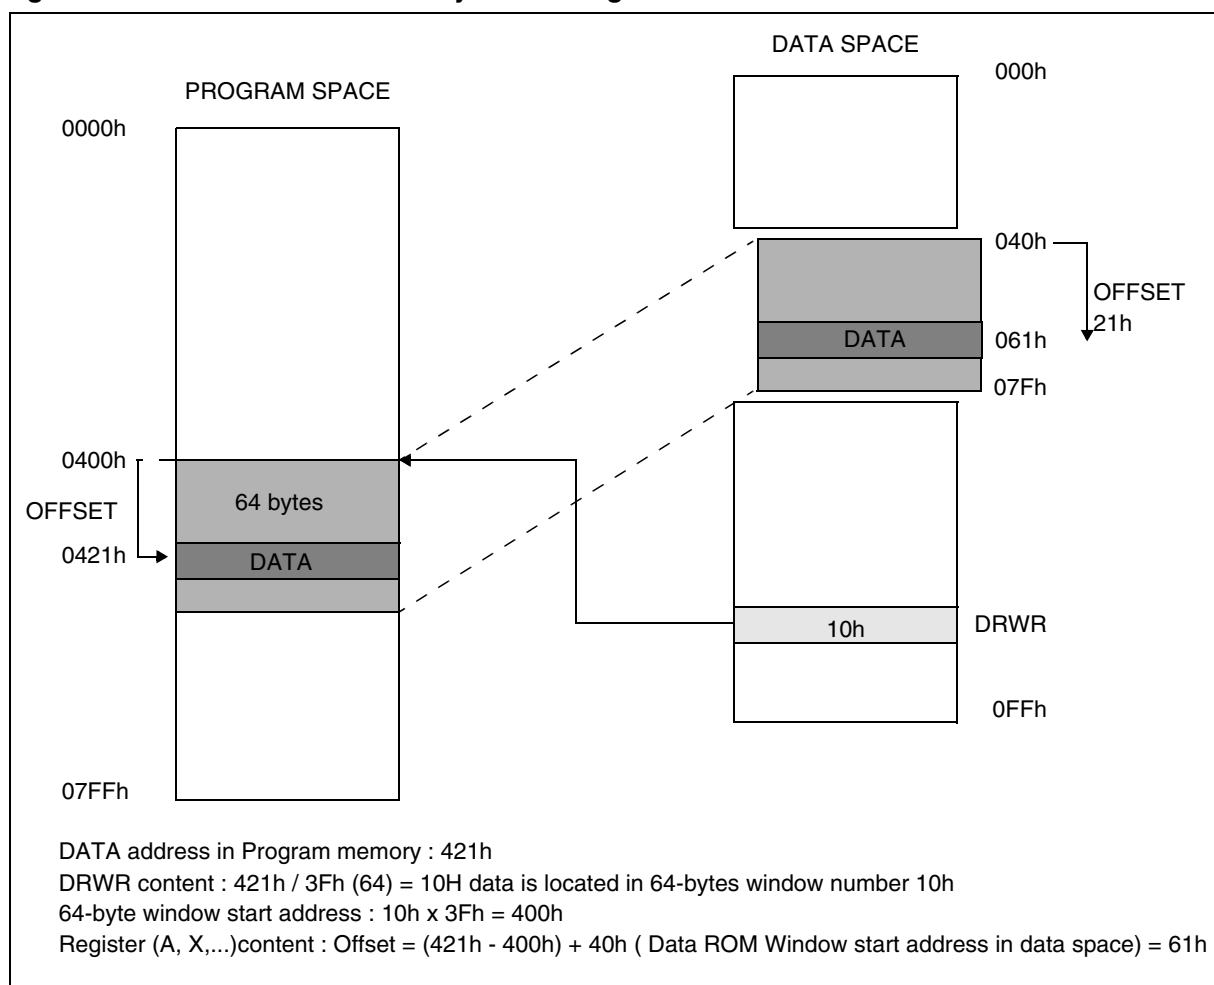 DATA SPACE
000h
PROGRAM SPACE
0000h
040h
OFFSET
21h
DATA
061h
07Fh
0400h
64 bytes
OFFSET
0421h
DATA
10h
DRWR
0FFh
07FFh
DATA address in Program memory : 421h
DRWR content : 421h / 3Fh (64) = 10H data is located in 64-bytes window number 10h
64-byte window start address : 10h x 3Fh = 400h
Register (A, X,...)content : Offset = (421h - 400h) + 40h ( Data ROM Window start address in data space) = 61h